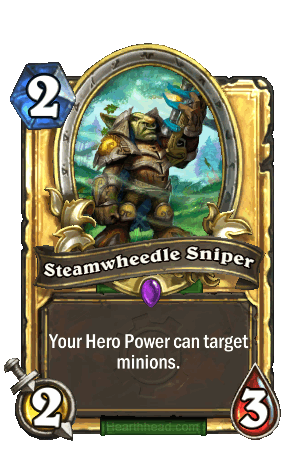 2
Steamwheedle Sniper
Your Hero Power can target
minions.
2
3
Hearthhead.com